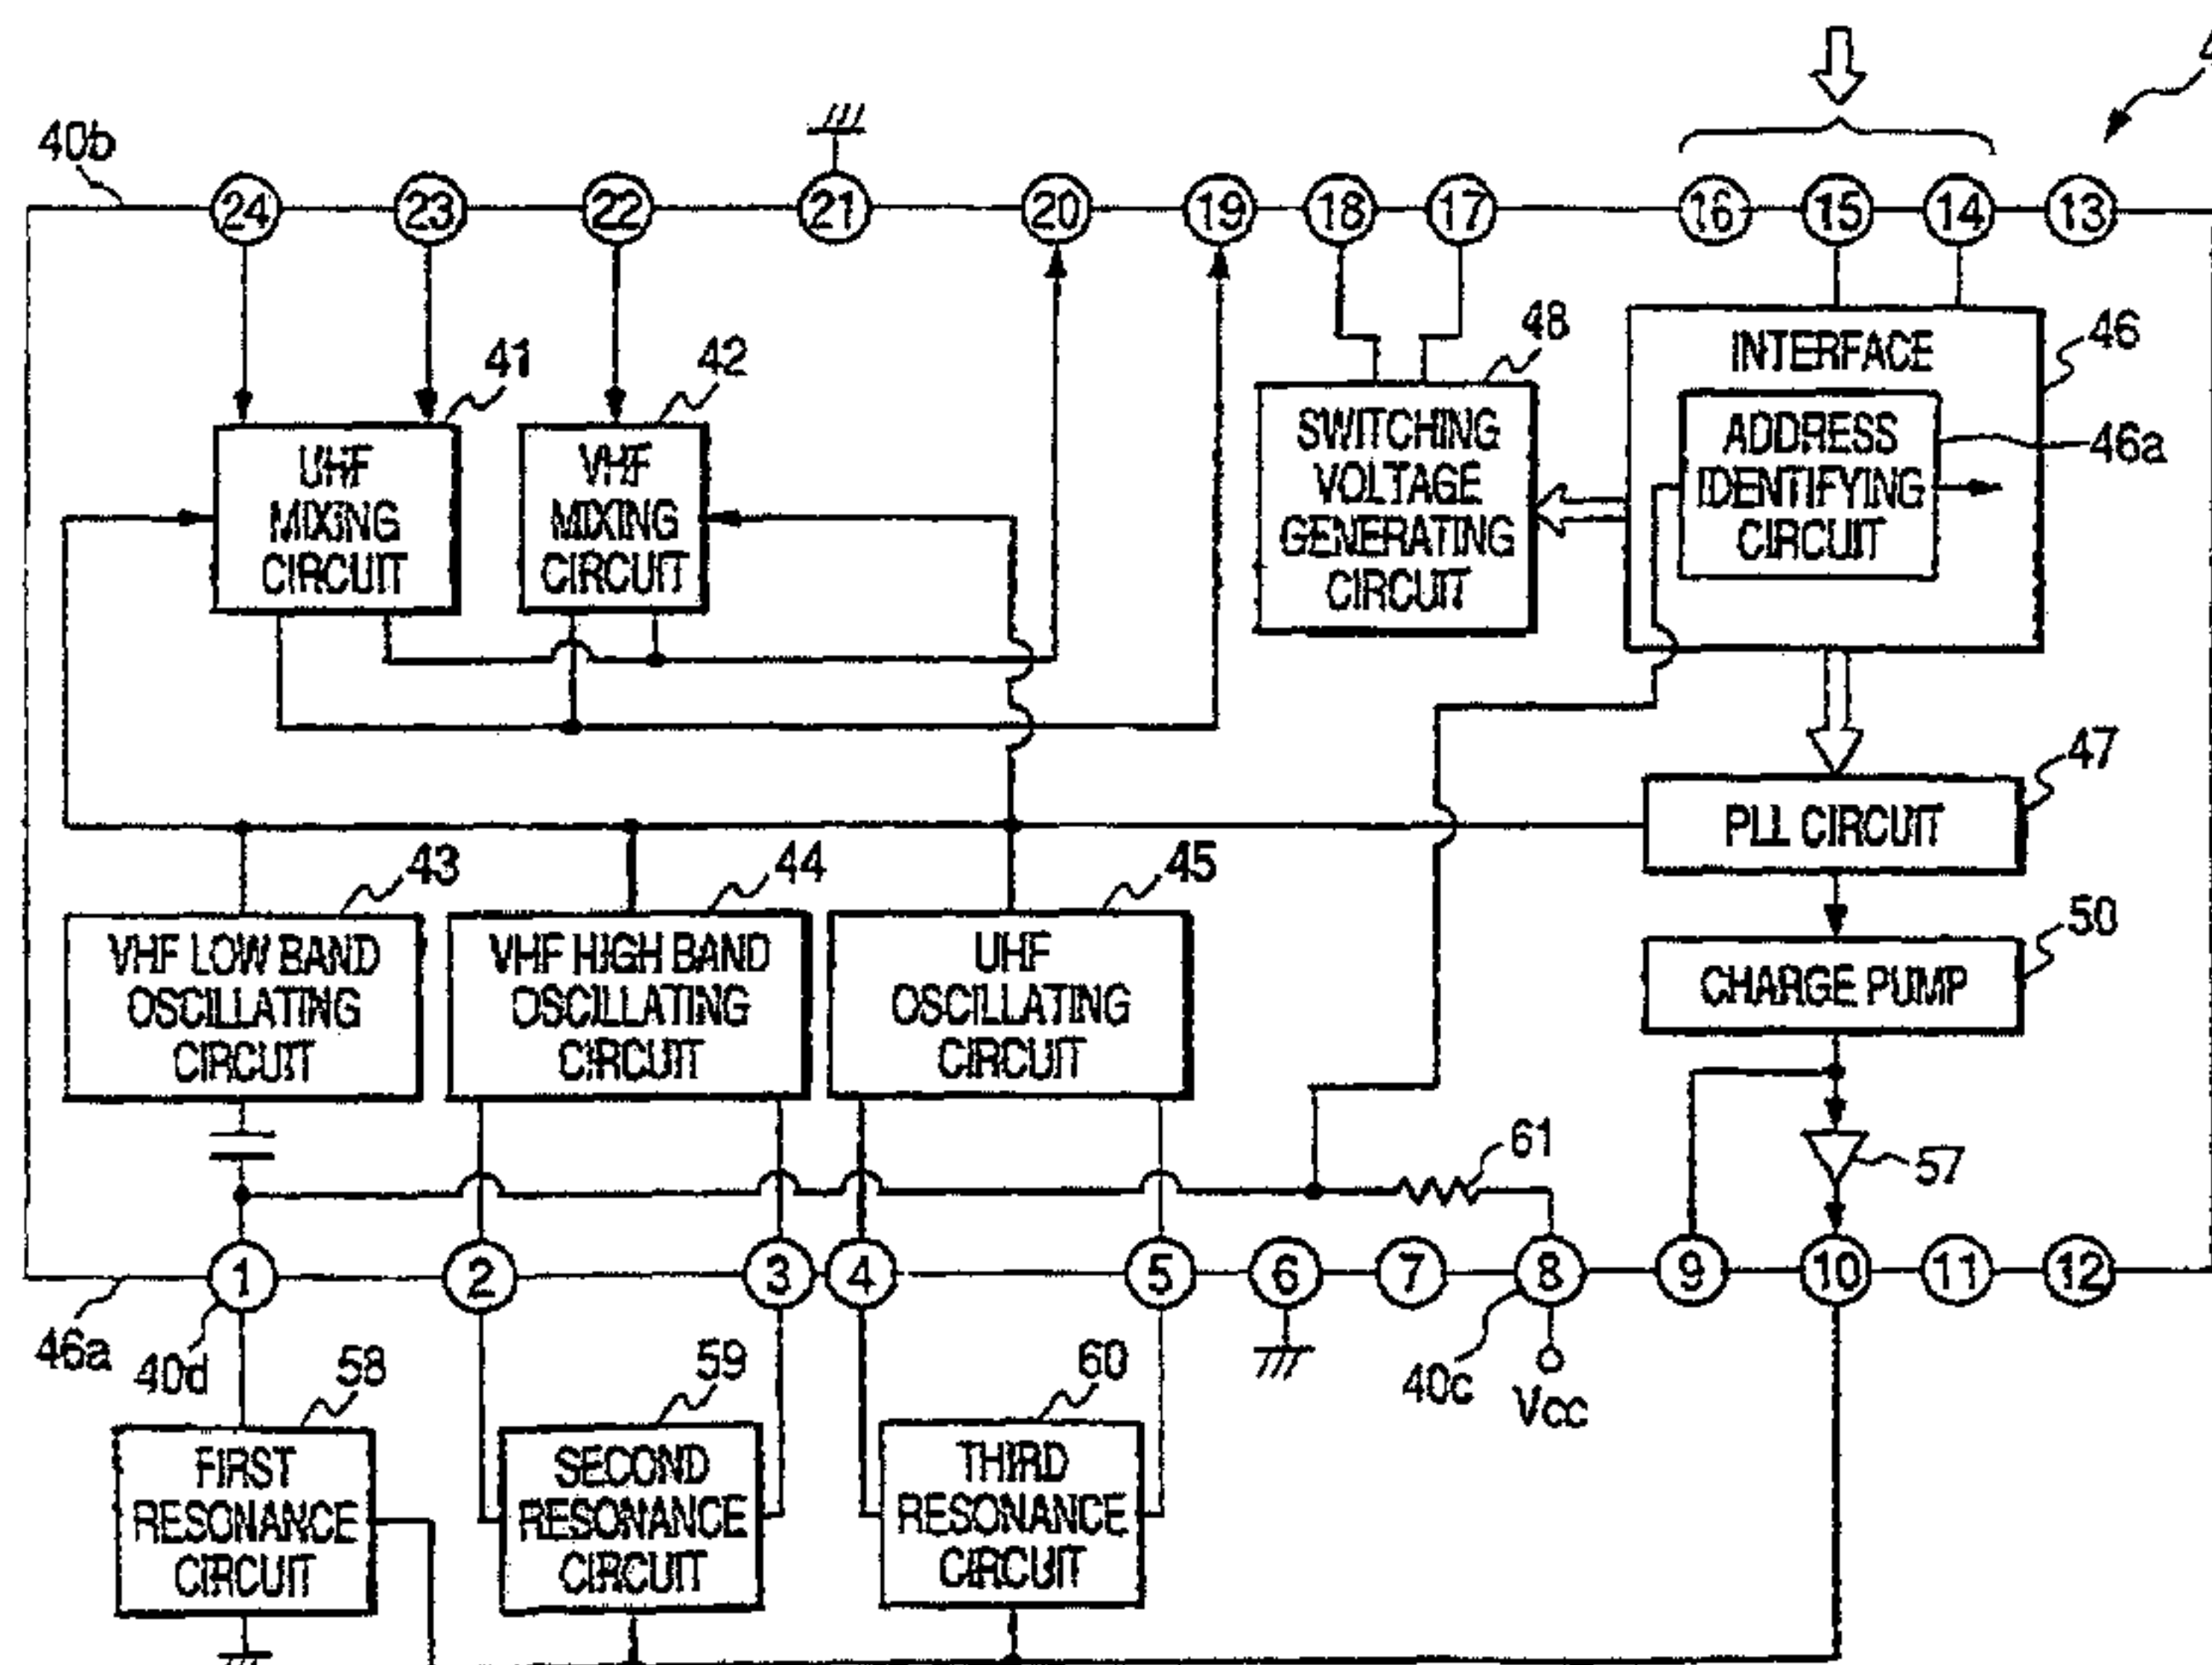 4
40b
24 23 22 21 20 19 18 17 16 15 14 13
41
42
48
46
INTERFACE
UHF
MIXING
CIRCUIT
VHF
MIXING
CIRCUIT
SWITCHING
VOLTAGE
GENERATING
CIRCUIT
ADDRESS
IDENTIFYING
CIRCUIT
46a
47
PLL CIRCUIT
43
44
45
50
VHF LOW BAND
OSCILLATING
CIRCUIT
VHF HIGH BAND
OSCILLATING
CIRCUIT
UHF
OSCILLATING
CIRCUIT
CHARGE PUMP
61
57
1 2 3 4 5 6 7 8 9 10 11 12
46a
40d
58
59
60
40c
Vcc
FIRST
RESONANCE
CIRCUIT
SECOND
RESONANCE
CIRCUIT
THIRD
RESONANCE
CIRCUIT